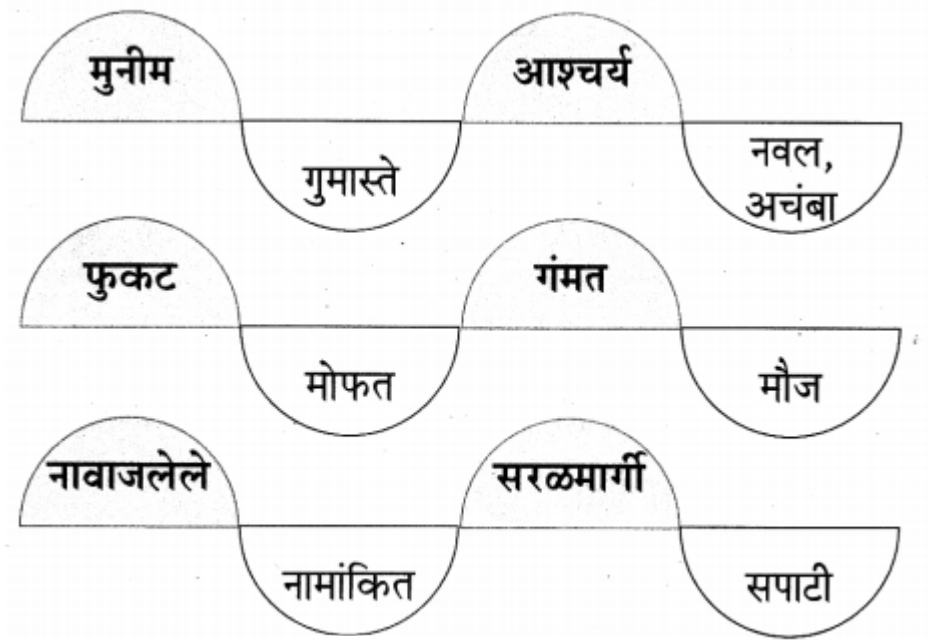 मुनीम
आश्चर्य
गुमास्ते
नवल,
अचंबा
फुकट
गंमत
मोफत
मौज
नावाजलेले
सरळमार्गी
नामांकित
सपाटी